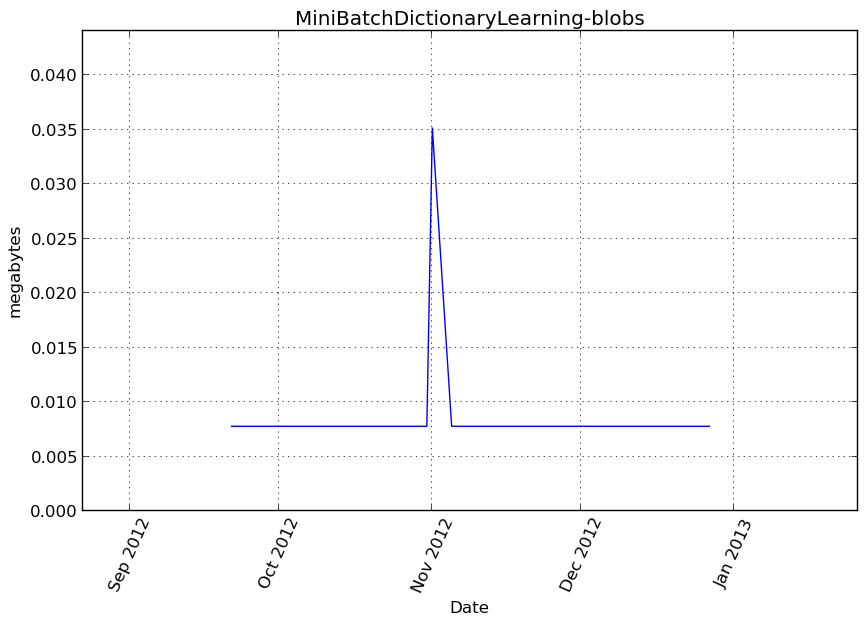 MiniBatchDictionaryLearning-blobs
0.040
0.035
0.030
0.025
0.020
0.015
0.010
0.005
0.000
megabytes
Sep 2012
Oct 2012
Nov 2012
Dec 2012
Jan 2013
Date